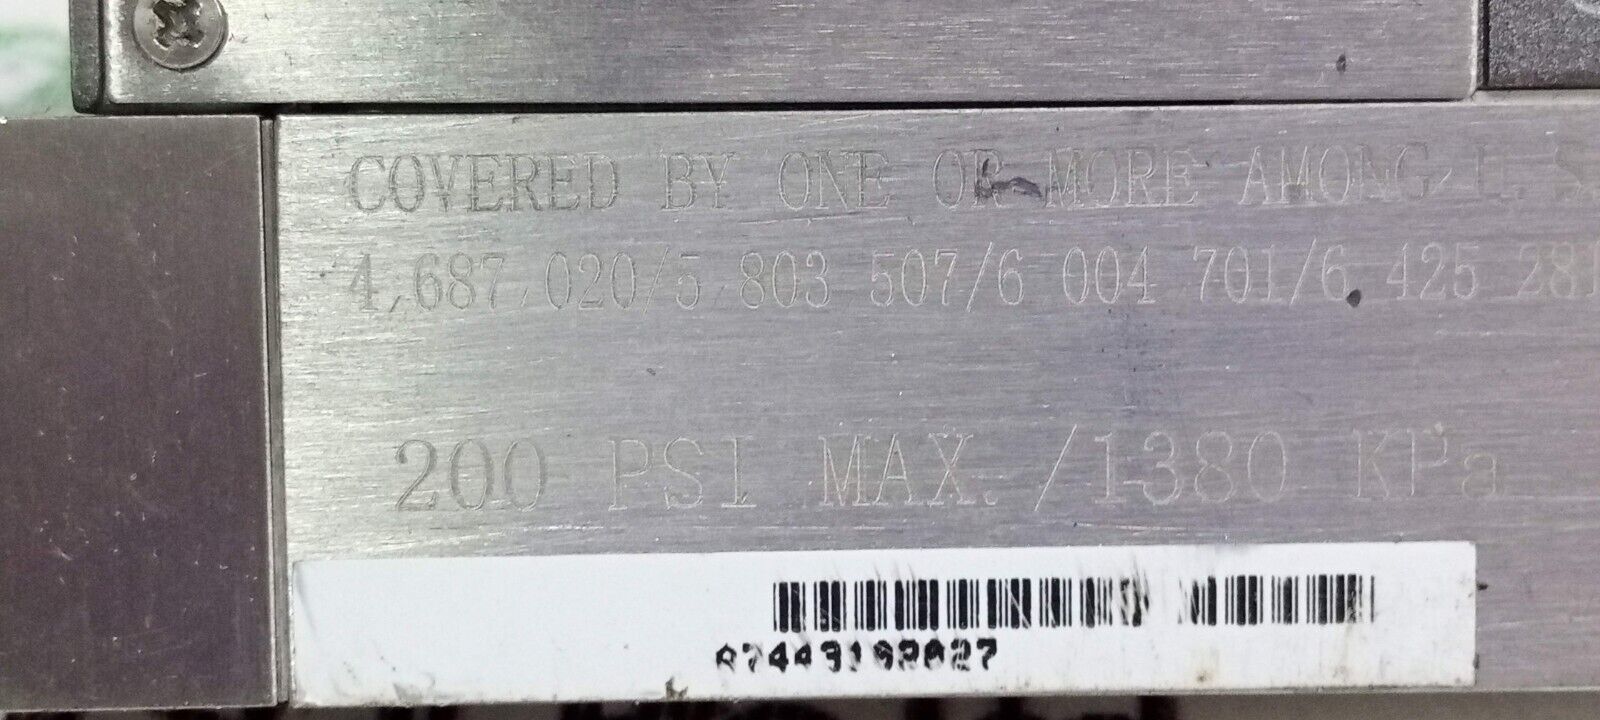 COVERED BY ONE OR MORE AMONG U. S.
4,687,020/5 803 507/6 004 701/6 425 281
200 PSI MAX./1380 KPa